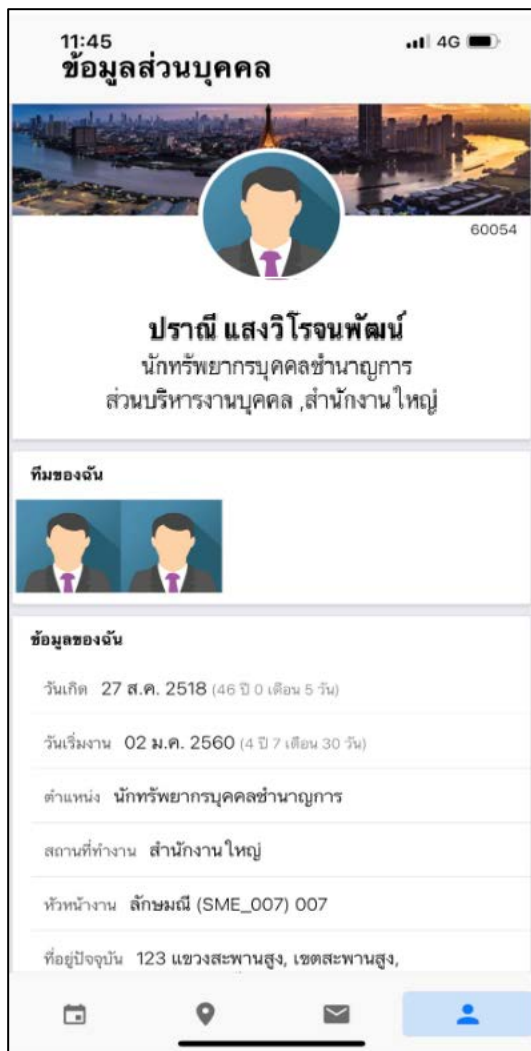 11:45
4G
ข้อมูลส่วนบุคคล
60054
ปราณี แสงวิโรจนพัฒน์
นักทรัพยากรบุคคลชำนาญการ
ส่วนบริหารงานบุคคล ,สำนักงานใหญ่
ทีมของฉัน
ข้อมูลของฉัน
วันเกิด 27 ส.ค. 2518 (46 ปี 0 เดือน 5 วัน)
วันเริ่มงาน 02 ม.ค. 2560 (4 ปี 7 เดือน 30 วัน)
ตำแหน่ง นักทรัพยากรบุคคลชำนาญการ
สถานที่ทำงาน สำนักงานใหญ่
หัวหน้างาน ลักษมณี (SME_007) 007
ที่อยู่ปัจจุบัน 123 แขวงสะพานสูง, เขตสะพานสูง,